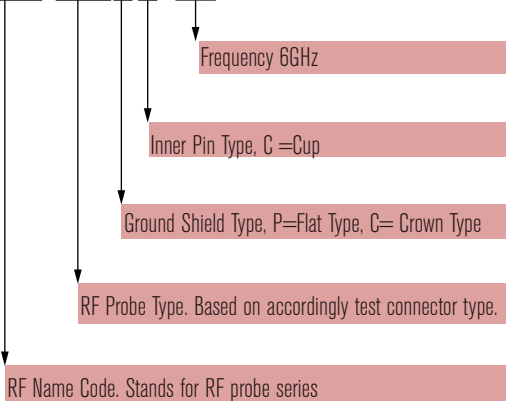 Frequency 6GHz
Inner Pin Type, C =Cup
Ground Shield Type, P=Flat Type, C= Crown Type
RF Probe Type. Based on accordingly test connector type.
RF Name Code. Stands for RF probe series